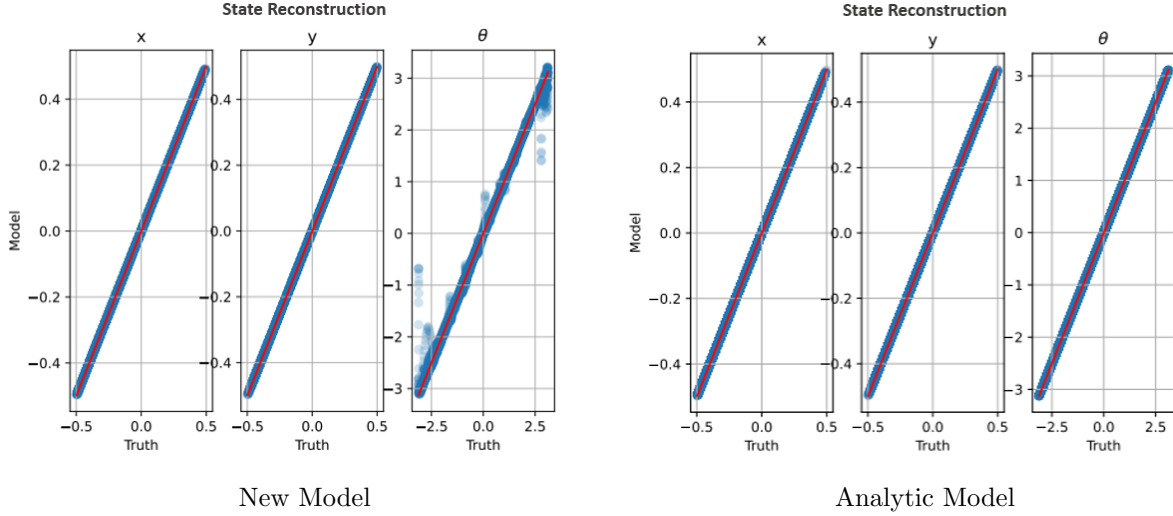 State Reconstruction
x y θ
Model
0.4 0.2 0.0 −0.2 −0.4
0.4 0.2 0.0 −0.2 −0.4
3 2 1 0 −1 −2 −3
−0.5 0.0 0.5 −0.5 0.0 0.5 −2.5 0.0 2.5
Truth Truth Truth
New Model
State Reconstruction
x y θ
Model
0.4 0.2 0.0 −0.2 −0.4
0.4 0.2 0.0 −0.2 −0.4
3 2 1 0 −1 −2 −3
−0.5 0.0 0.5 −0.5 0.0 0.5 −2.5 0.0 2.5
Truth Truth Truth
Analytic Model